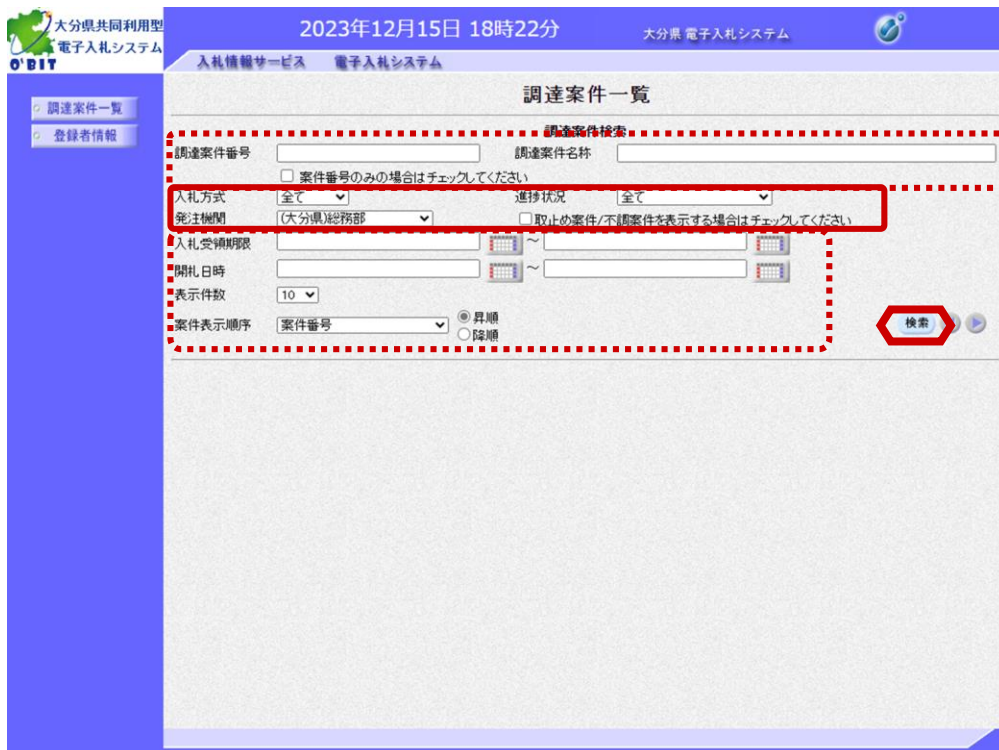 大分県共同利用型
電子入札システム
O'BIT
2023年12月15日 18時22分
大分県 電子入札システム
入札情報サービス 電子入札システム
調達案件一覧
登録者情報
調達案件一覧
調達案件検索
調達案件番号 調達案件名称
案件番号のみの場合はチェックしてください
入札方式 全て 進捗状況 全て
発注機関 (大分県)総務部 取止め案件/不調案件を表示する場合はチェックしてください
入札受領期限 ~
開札日時 ~
表示件数 10
案件表示順序 案件番号 昇順
降順
検索